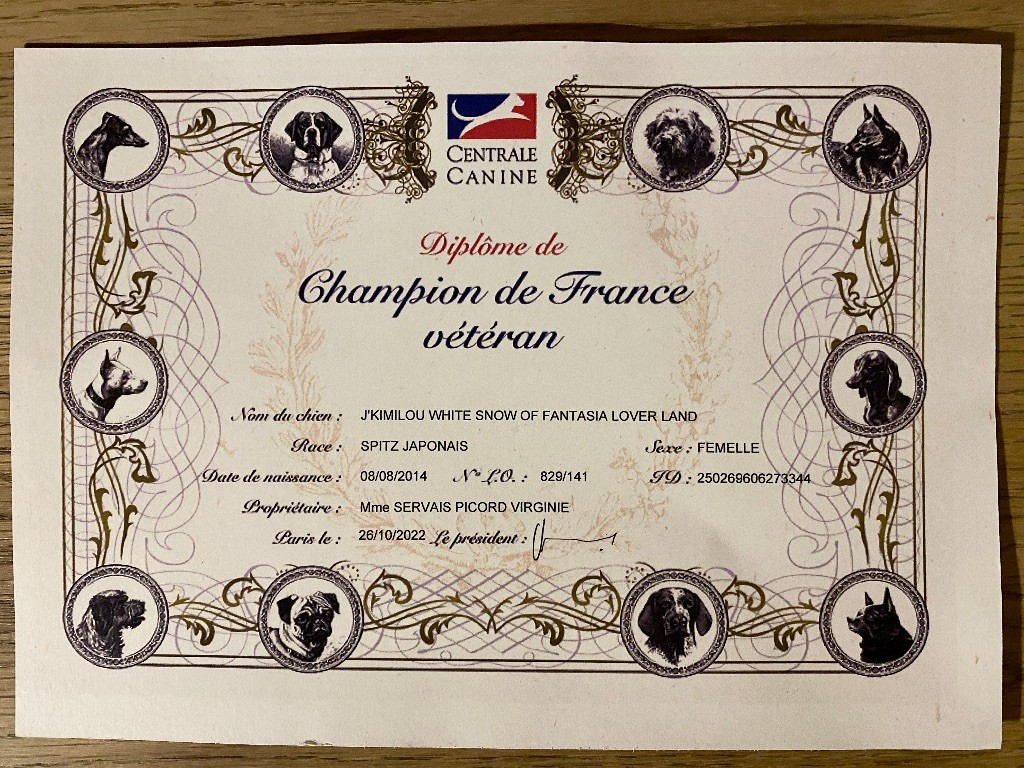 CENTRALE
CANINE
Diplôme de
Champion de France
vétéran
Nom du chien : J'KIMILOU WHITE SNOW OF FANTASIA LOVER LAND
Race : SPITZ JAPONAIS Sexe : FEMELLE
Date de naissance : 08/08/2014 N° L.O. : 829/141 ID : 250269606273344
Propriétaire : Mme SERVAIS PICORD VIRGINIE
Paris le : 26/10/2022 Le président :